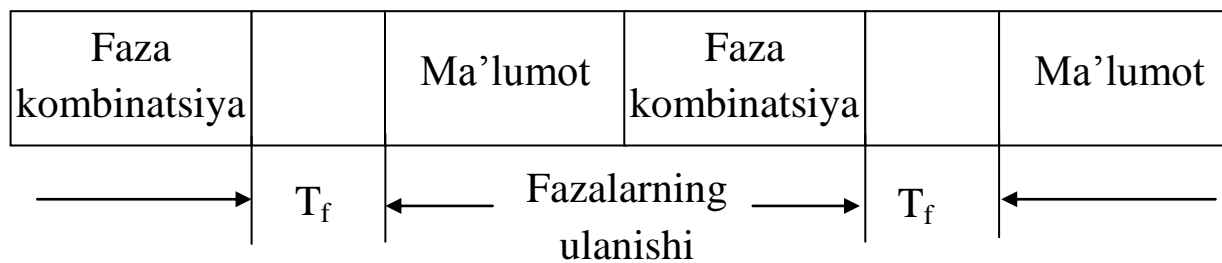 Faza
kombinatsiya
Ma’lumot
Faza
kombinatsiya
Ma’lumot
Tf
Fazalarning
ulanishi
Tf